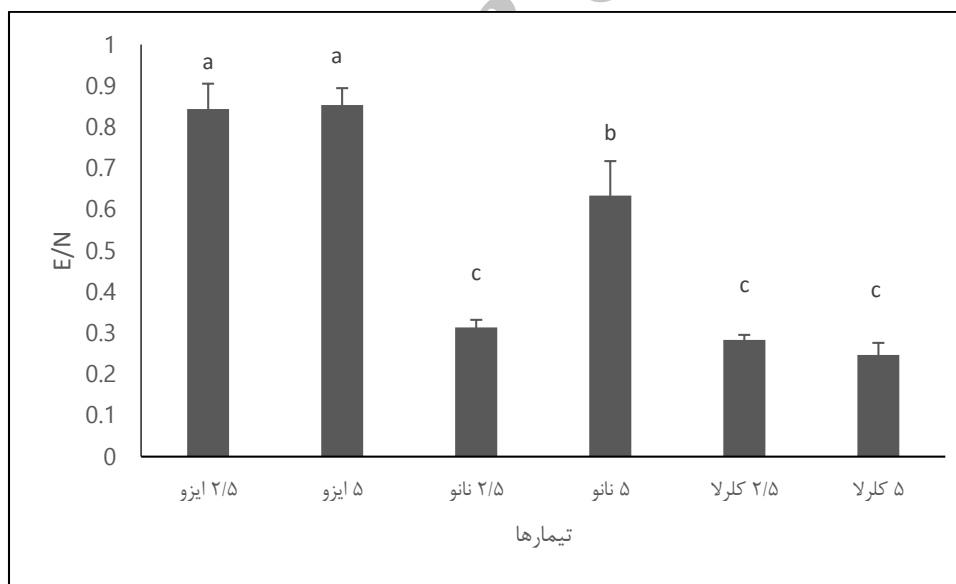 1
0.9
0.8
0.7
0.6
0.5
0.4
0.3
0.2
0.1
0
E/N
a
a
c
b
c
c
۲/۵ ایزو
۵ ایزو
۲/۵ نانو
۵ نانو
۲/۵ کلرلا
۵ کلرلا
تیمارها